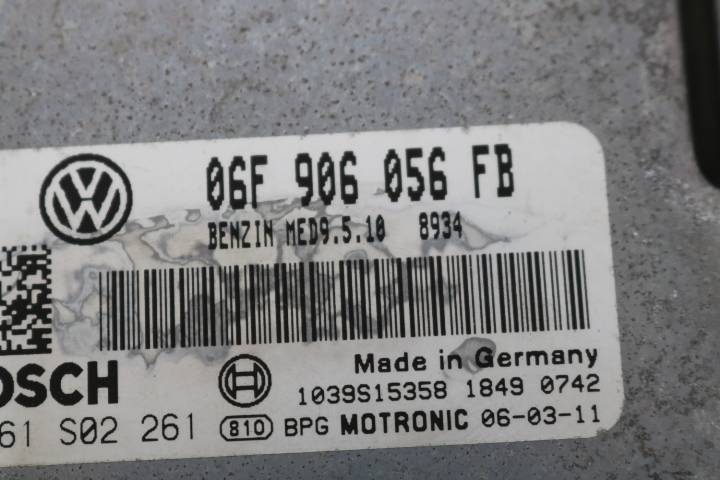 06F 906 056 FB
BENZIN MED9.5.10 8934
OSCH
Made in Germany
1039S15358 1849 0742
61 S02 261 810 BPG MOTRONIC 06-03-11